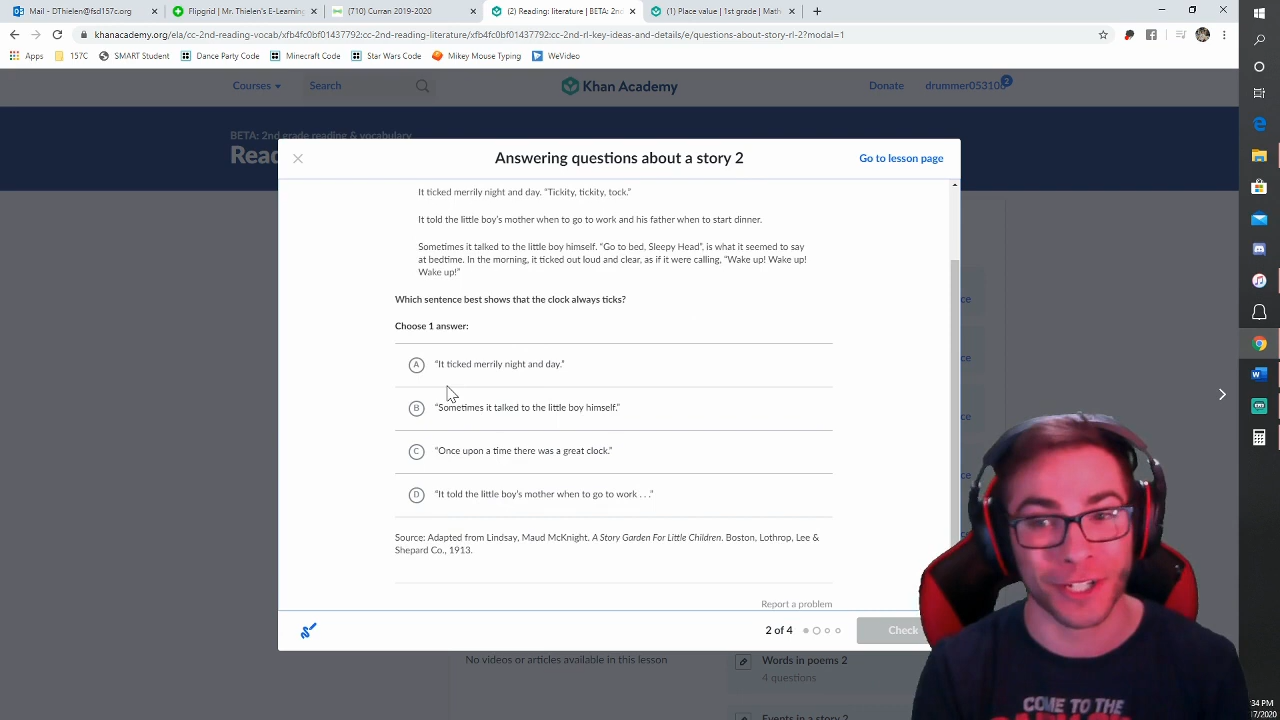 Mail - DThielen@fsd157c.org
Flipgrid | Mr. Thielen's E-Learning
(710) Curran 2019-2020
(2) Reading: literature | BETA: 2nd
(1) Place value | 1st grade | Math
khanacademy.org/ela/cc-2nd-reading-vocab/xfb4fc0bf01437792:cc-2nd-reading-literature/xfb4fc0bf01437792:cc-2nd-rl-key-ideas-and-details/e/questions-about-story-rl-2?modal=1
Apps
157C
SMART Student
Dance Party Code
Minecraft Code
Star Wars Code
Mikey Mouse Typing
WeVideo
Courses
Search
Khan Academy
Donate
2
BETA: 2nd grade reading & vocabulary
Answering questions about a story 2
Go to lesson page
It ticked merrily night and day. "Tickity, tickity, tock."
It told the little boy's mother when to go to work and his father when to start dinner.
Sometimes it talked to the little boy himself. "Go to bed, Sleepy Head", is what it seemed to say
at bedtime. In the morning, it ticked out loud and clear, as if it were calling, "Wake up! Wake up!
Wake up!"
Which sentence best shows that the clock always ticks?
Choose 1 answer:
A "It ticked merrily night and day."
B "Sometimes it talked to the little boy himself."
C "Once upon a time there was a great clock."
D "It told the little boy's mother when to go to work . . ."
Source: Adapted from Lindsay, Maud McKnight. A Story Garden For Little Children. Boston, Lothrop, Lee &
Shepard Co., 1913.
Report a problem
2 of 4
Check
No videos or articles available in this lesson
Words in poems 2
4 questions
Events in a story 2
COME TO THE